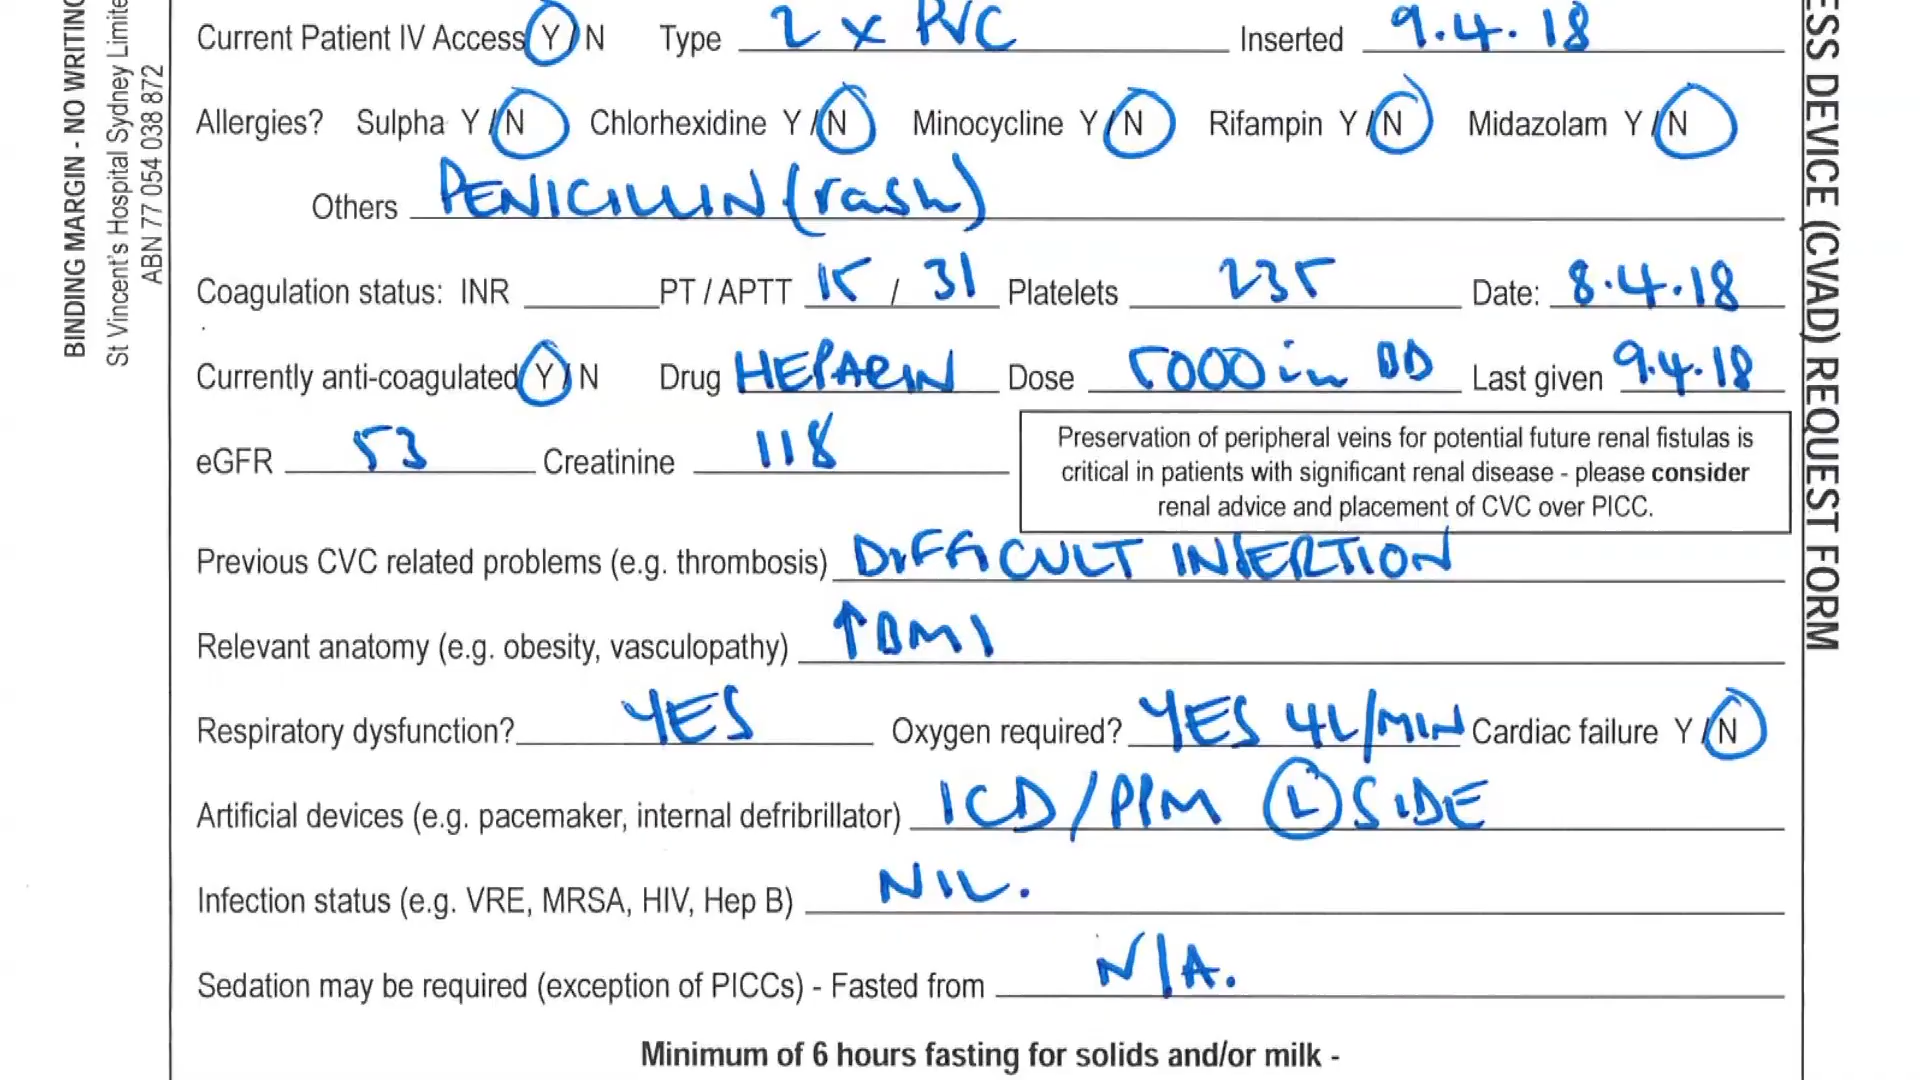 Current Patient IV Access Y / N Type 2 x PVC Inserted 9.4.18
Allergies? Sulpha Y / N Chlorhexidine Y / N Minocycline Y / N Rifampin Y / N Midazolam Y / N
Others PENICILLIN (rash)
Coagulation status: INR PT / APTT 15 / 31 Platelets 235 Date: 8.4.18
Currently anti-coagulated Y / N Drug HEPARIN Dose 5000 iu BD Last given 9.4.18
eGFR 53 Creatinine 118
Preservation of peripheral veins for potential future renal fistulas is
critical in patients with significant renal disease - please consider
renal advice and placement of CVC over PICC.
Previous CVC related problems (e.g. thrombosis) DIFFICULT INSERTION
Relevant anatomy (e.g. obesity, vasculopathy) ↑BMI
Respiratory dysfunction? YES Oxygen required? YES 4L/MIN Cardiac failure Y / N
Artificial devices (e.g. pacemaker, internal defribrillator) ICD/PPM L SIDE
Infection status (e.g. VRE, MRSA, HIV, Hep B) NIL.
Sedation may be required (exception of PICCs) - Fasted from N/A.
Minimum of 6 hours fasting for solids and/or milk -
BINDING MARGIN - NO WRITING
St Vincent's Hospital Sydney Limite
ABN 77 054 038 872
ESS DEVICE (CVAD) REQUEST FORM